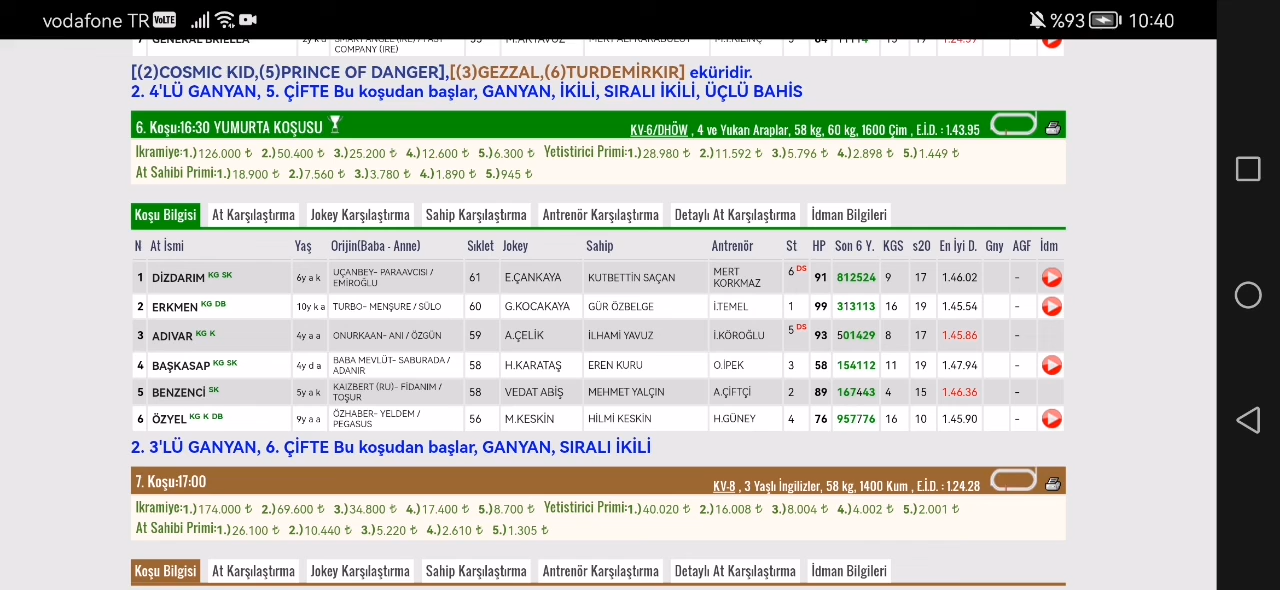 vodafone TR VoLTE %93 10:40
COMPANY (IRE)
[(2)COSMIC KID,(5)PRINCE OF DANGER],[(3)GEZZAL,(6)TURDEMİRKIR] eküridir.
2. 4'LÜ GANYAN, 5. ÇİFTE Bu koşudan başlar, GANYAN, İKİLİ, SIRALI İKİLİ, ÜÇLÜ BAHİS
6. Koşu:16:30 YUMURTA KOŞUSU KV-6/DHÖW , 4 ve Yukarı Araplar, 58 kg, 60 kg, 1600 Çim , E.İ.D. : 1.43.95
Ikramiye:1.)126.000 ₺ 2.)50.400 ₺ 3.)25.200 ₺ 4.)12.600 ₺ 5.)6.300 ₺ Yetistirici Primi:1.)28.980 ₺ 2.)11.592 ₺ 3.)5.796 ₺ 4.)2.898 ₺ 5.)1.449 ₺
At Sahibi Primi:1.)18.900 ₺ 2.)7.560 ₺ 3.)3.780 ₺ 4.)1.890 ₺ 5.)945 ₺
Koşu Bilgisi At Karşılaştırma Jokey Karşılaştırma Sahip Karşılaştırma Antrenör Karşılaştırma Detaylı At Karşılaştırma İdman Bilgileri
N At İsmi Yaş Orijin(Baba - Anne) Sıklet Jokey Sahip Antrenör St HP Son 6 Y. KGS s20 En İyi D. Gny AGF İdm
1 DİZDARIM KG SK 6y a k UÇANBEY- PARAAVCISI / EMİROĞLU 61 E.ÇANKAYA KUTBETTİN SAÇAN MERT KORKMAZ 6 DS 91 812524 9 17 1.46.02 -
2 ERKMEN KG DB 10y k a TURBO- MENŞURE / SÜLO 60 G.KOCAKAYA GÜR ÖZBELGE İ.TEMEL 1 99 313113 16 19 1.45.54 -
3 ADIVAR KG K 4y a a ONURKAAN- ANI / ÖZGÜN 59 A.ÇELİK İLHAMİ YAVUZ İ.KÖROĞLU 5 DS 93 501429 8 17 1.45.86 -
4 BAŞKASAP KG SK 4y d a BABA MEVLÜT- SABURADA / ADANIR 58 H.KARATAŞ EREN KURU O.İPEK 3 58 154112 11 19 1.47.94 -
5 BENZENCİ SK 5y a k KAIZBERT (RU)- FİDANIM / TOŞUR 58 VEDAT ABİŞ MEHMET YALÇIN A.ÇİFTÇİ 2 89 167443 4 15 1.46.36 -
6 ÖZYEL KG K DB 9y a a ÖZHABER- YELDEM / PEGASUS 56 M.KESKİN HİLMİ KESKİN H.GÜNEY 4 76 957776 16 10 1.45.90 -
2. 3'LÜ GANYAN, 6. ÇİFTE Bu koşudan başlar, GANYAN, SIRALI İKİLİ
7. Koşu:17:00 KV-8 , 3 Yaşlı İngilizler, 58 kg, 1400 Kum , E.İ.D. : 1.24.28
Ikramiye:1.)174.000 ₺ 2.)69.600 ₺ 3.)34.800 ₺ 4.)17.400 ₺ 5.)8.700 ₺ Yetistirici Primi:1.)40.020 ₺ 2.)16.008 ₺ 3.)8.004 ₺ 4.)4.002 ₺ 5.)2.001 ₺
At Sahibi Primi:1.)26.100 ₺ 2.)10.440 ₺ 3.)5.220 ₺ 4.)2.610 ₺ 5.)1.305 ₺
Koşu Bilgisi At Karşılaştırma Jokey Karşılaştırma Sahip Karşılaştırma Antrenör Karşılaştırma Detaylı At Karşılaştırma İdman Bilgileri